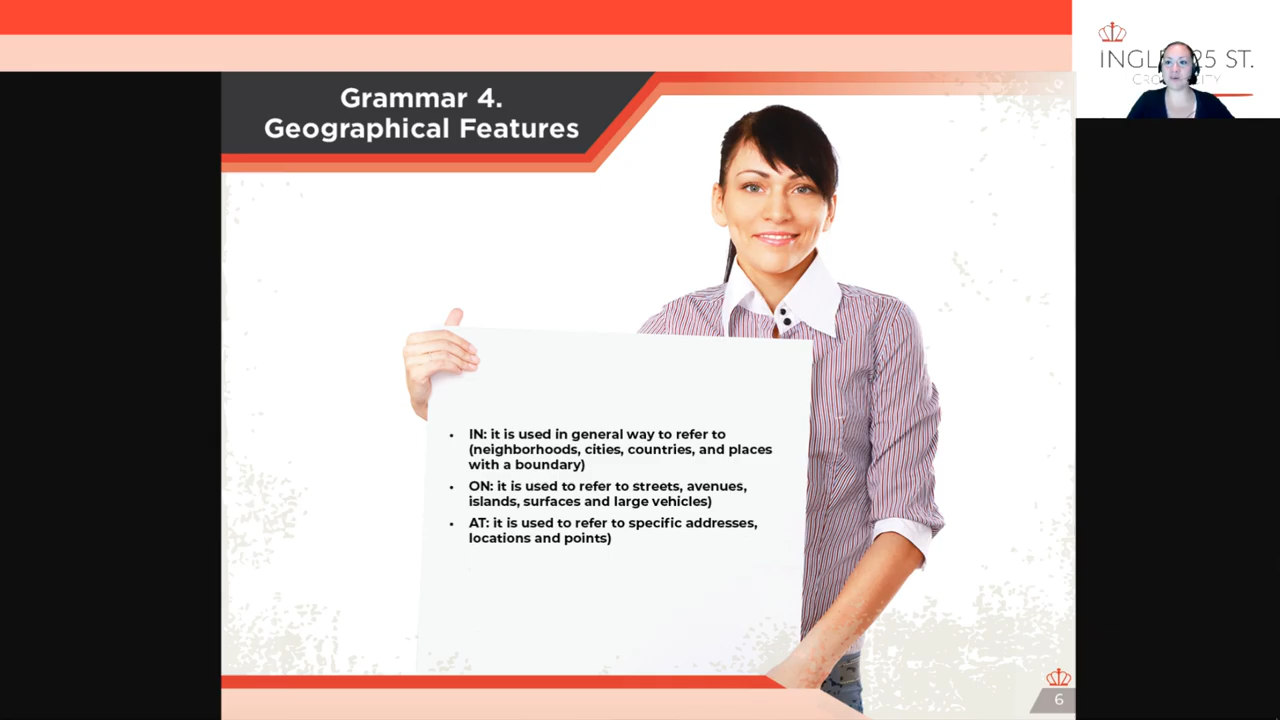 Grammar 4.
Geographical Features
• IN: it is used in general way to refer to
(neighborhoods, cities, countries, and places
with a boundary)
• ON: it is used to refer to streets, avenues,
islands, surfaces and large vehicles)
• AT: it is used to refer to specific addresses,
locations and points)
6
25 ST.